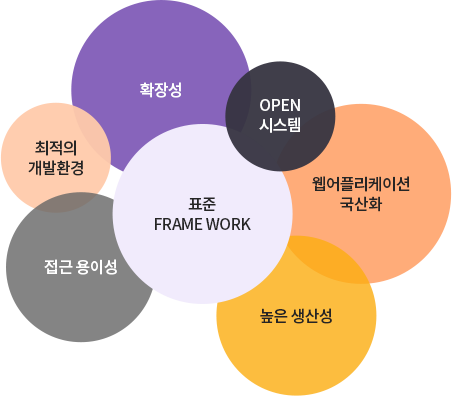 확장성
OPEN
시스템
최적의
개발환경
웹어플리케이션
국산화
표준
FRAME WORK
접근 용이성
높은 생산성